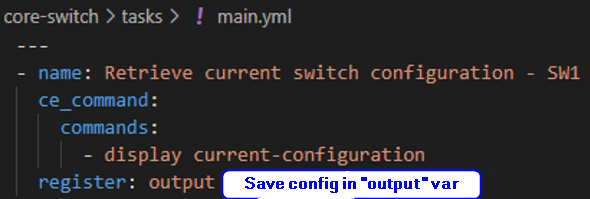 core-switch > tasks > ! main.yml
---
- name: Retrieve current switch configuration - SW1
ce_command:
commands:
- display current-configuration
register: output Save config in "output" var